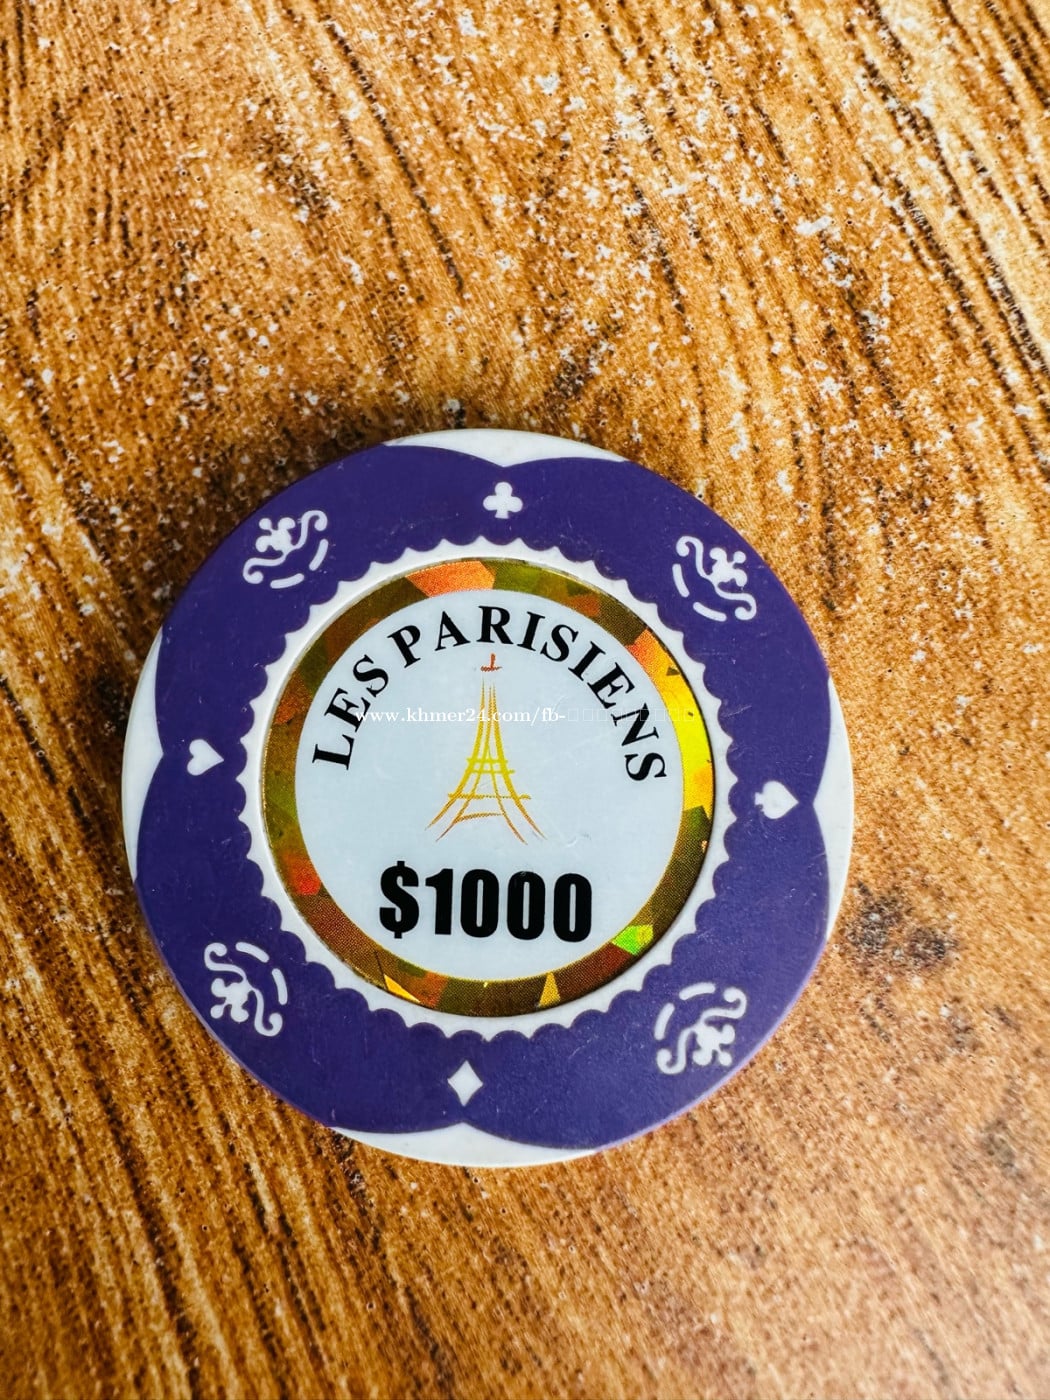 LES PARISIENS
www.khmer24.com/fb-
$1000